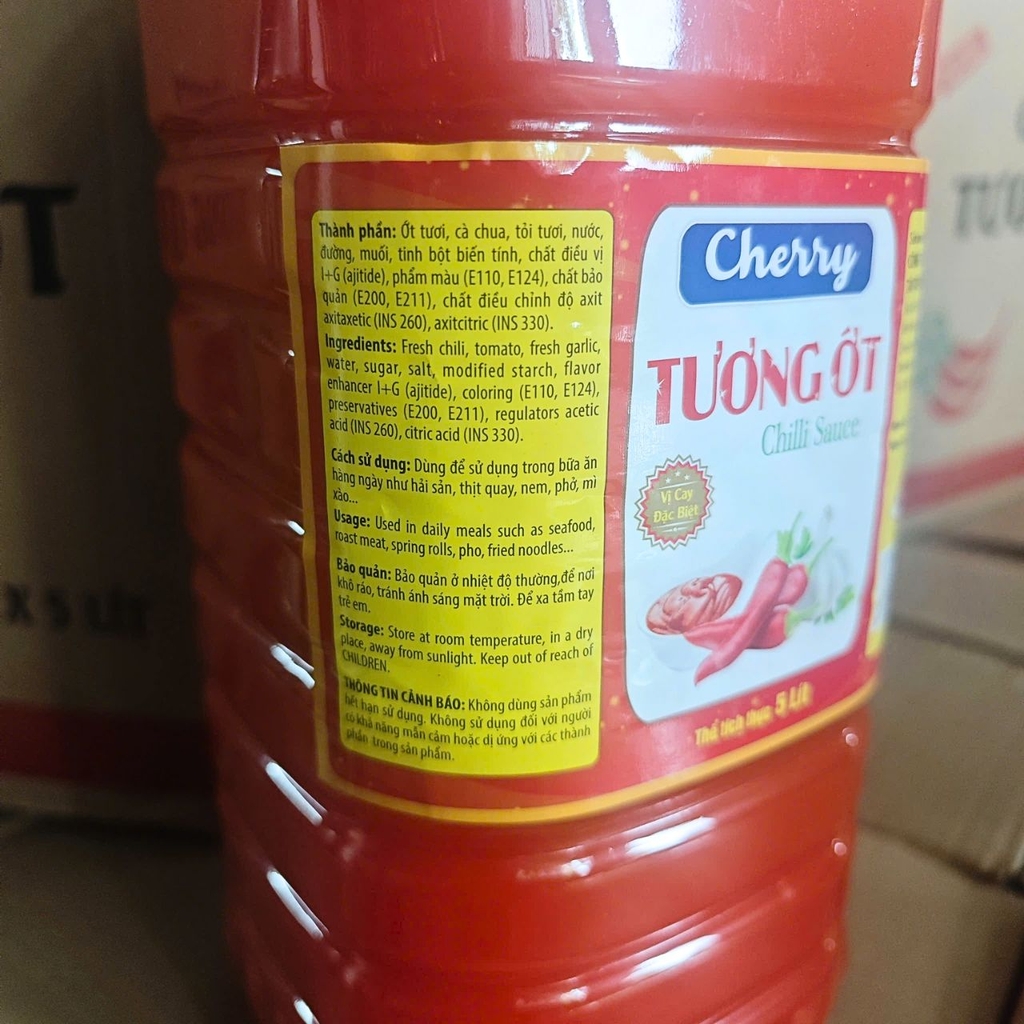 Thành phần: Ớt tươi, cà chua, tỏi tươi, nước,
đường, muối, tinh bột biến tính, chất điều vị
I+G (ajitide), phẩm màu (E110, E124), chất bảo
quản (E200, E211), chất điều chỉnh độ axit
axitaxetic (INS 260), axitcitric (INS 330).
Ingredients: Fresh chili, tomato, fresh garlic,
water, sugar, salt, modified starch, flavor
enhancer I+G (ajitide), coloring (E110, E124),
preservatives (E200, E211), regulators acetic
acid (INS 260), citric acid (INS 330).
Cách sử dụng: Dùng để sử dụng trong bữa ăn
hàng ngày như hải sản, thịt quay, nem, phở, mì
xào...
Usage: Used in daily meals such as seafood,
roast meat, spring rolls, pho, fried noodles...
Bảo quản: Bảo quản ở nhiệt độ thường,để nơi
khô ráo, tránh ánh sáng mặt trời. Để xa tầm tay
trẻ em.
Storage: Store at room temperature, in a dry
place, away from sunlight. Keep out of reach of
CHILDREN.
THÔNG TIN CẢNH BÁO: Không dùng sản phẩm
hết hạn sử dụng. Không sử dụng đối với người
có khả năng mẫn cảm hoặc dị ứng với các thành
phần trong sản phẩm.
Cherry
TƯƠNG ỚT
Chilli Sauce
Vị Cay
Đặc Biệt
Thể tích thực: 5 Lít
X 5 LÍT